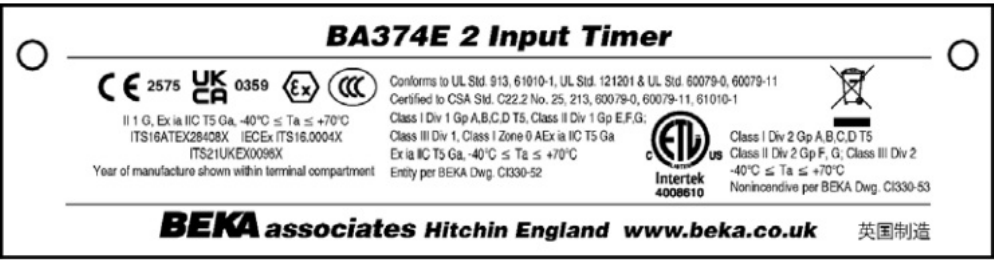 BA374E 2 Input Timer
CE 2575 UK CA 0359 Ex CCC
II 1 G, Ex ia IIC T5 Ga, -40°C ≤ Ta ≤ +70°C
ITS16ATEX28408X IECEx ITS16.0004X
ITS21UKEX0096X
Year of manufacture shown within terminal compartment
Conforms to UL Std. 913, 61010-1, UL Std. 121201 & UL Std. 60079-0, 60079-11
Certified to CSA Std. C22.2 No. 25, 213, 60079-0, 60079-11, 61010-1
Class I Div 1 Gp A,B,C,D T5, Class II Div 1 Gp E,F,G;
Class III Div 1, Class I Zone 0 AEx ia IIC T5 Ga
Ex ia IIC T5 Ga, -40°C ≤ Ta ≤ +70°C
Entity per BEKA Dwg. CI330-52
C ETL US
Intertek
4008610
Class I Div 2 Gp A,B,C,D T5
Class II Div 2 Gp F, G; Class III Div 2
-40°C ≤ Ta ≤ +70°C
Nonincendive per BEKA Dwg. CI330-53
BEKA associates Hitchin England www.beka.co.uk 英国制造